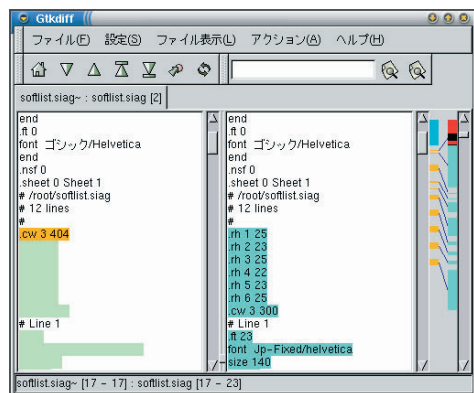 Gtkdiff
ファイル(F) 設定(S) ファイル表示(L) アクション(A) ヘルプ(H)
softlist.siag~ : softlist.siag [2]
end
.ft 0
font ゴシック/Helvetica
end
.nsf 0
.sheet 0 Sheet 1
# /root/softlist.siag
# 12 lines
#
.cw 3 404
# Line 1
end
.ft 0
font ゴシック/Helvetica
end
.nsf 0
.sheet 0 Sheet 1
# /root/softlist.siag
# 12 lines
#
.rh 1 25
.rh 2 23
.rh 3 25
.rh 4 22
.rh 5 23
.rh 6 25
.cw 3 300
# Line 1
.ft 23
font Jp-Fixed/helvetica
size 140
softlist.siag~ [17 - 17] : softlist.siag [17 - 23]